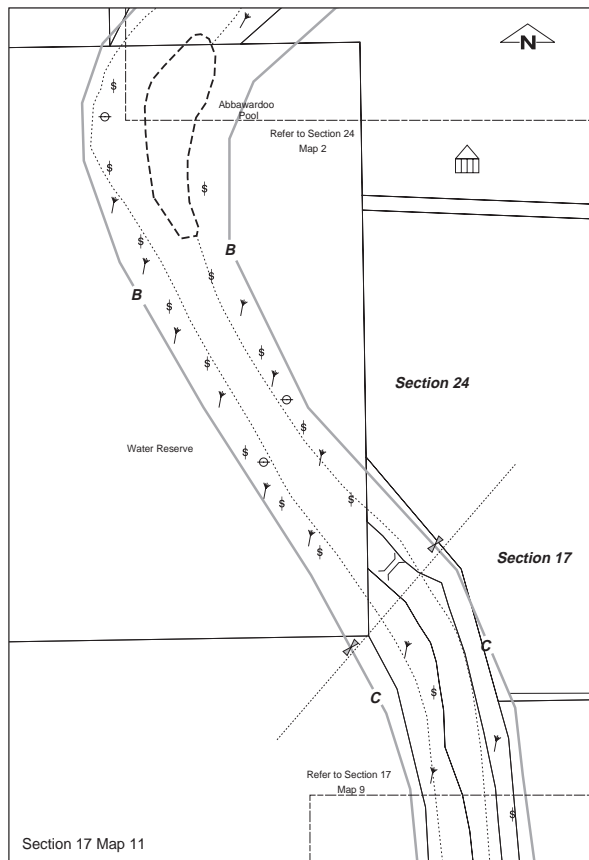 N
Abbawardoo
Pool
Refer to Section 24
Map 2
$
$
$
B
$
B
$
$
$
$
Section 24
$
Water Reserve
$
$
$
$
Section 17
C
$
C
Refer to Section 17
Map 9
$
Section 17 Map 11